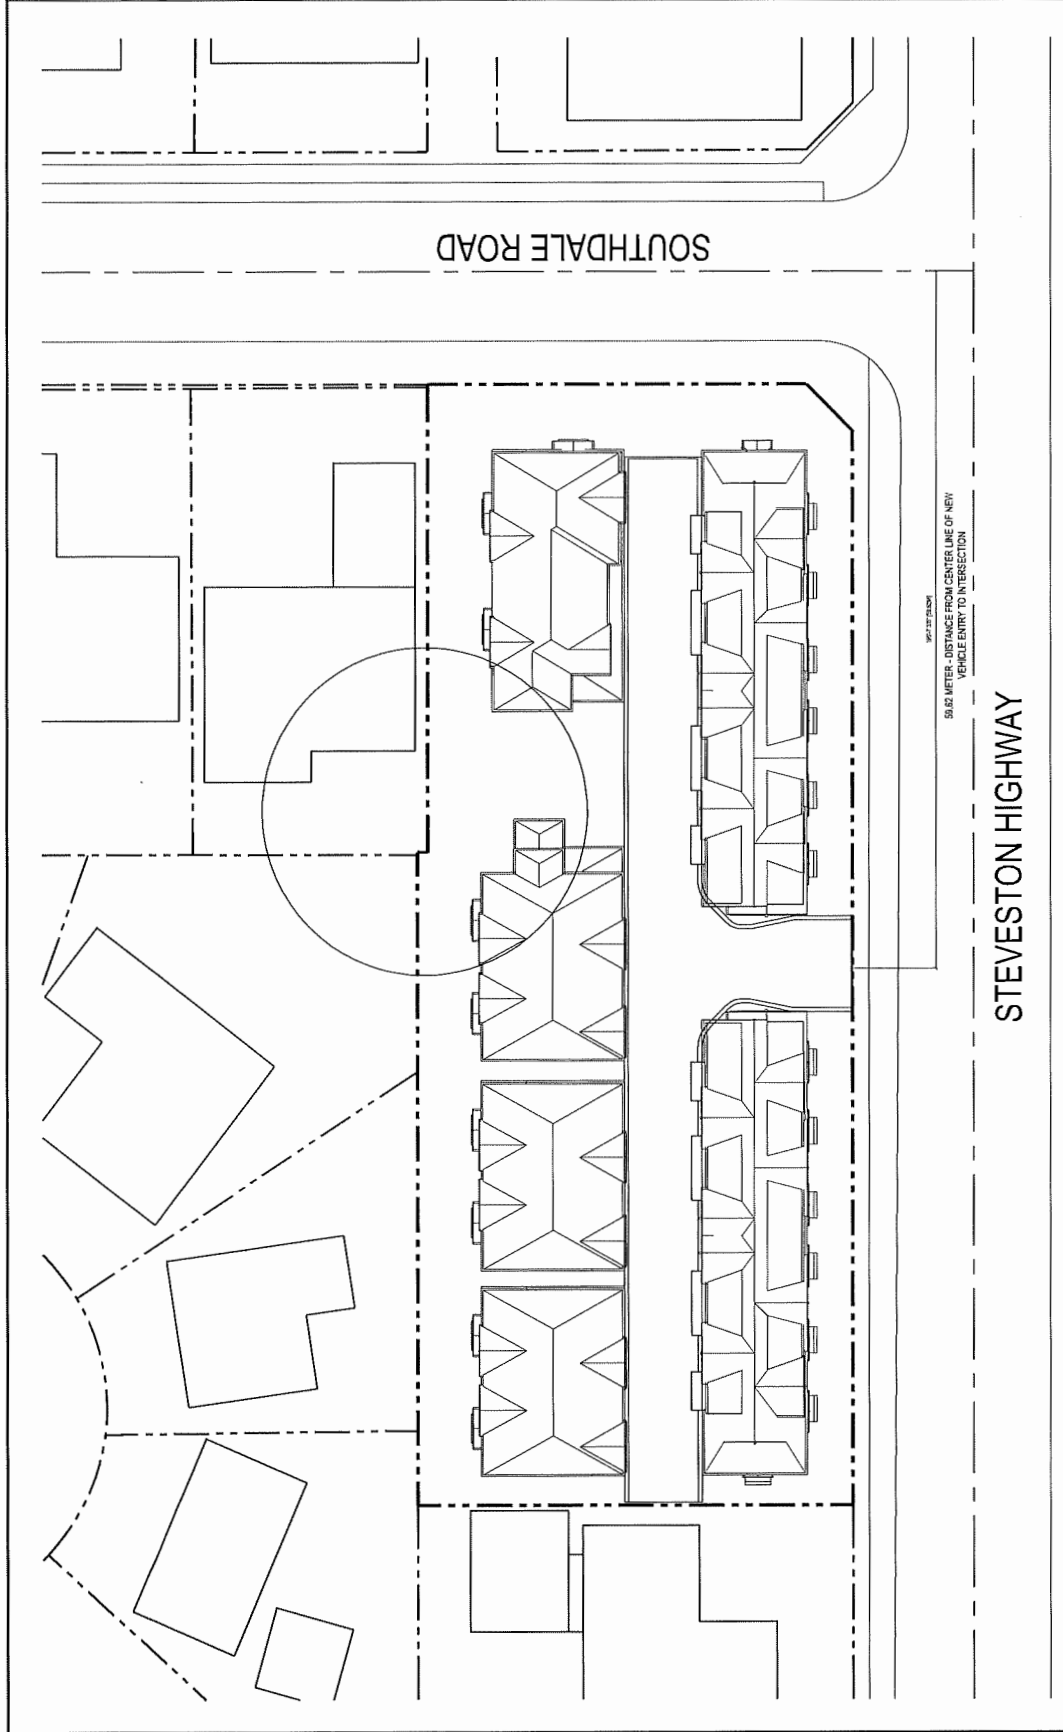 SOUTHDALE ROAD
59.62 METER - DISTANCE FROM CENTER LINE OF NEW
VEHICLE ENTRY TO INTERSECTION
STEVESTON HIGHWAY